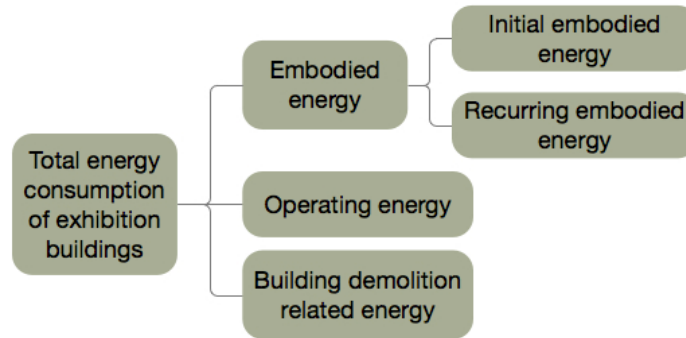 Total energy
consumption
of exhibition
buildings
Embodied
energy
Initial embodied
energy
Recurring embodied
energy
Operating energy
Building demolition
related energy